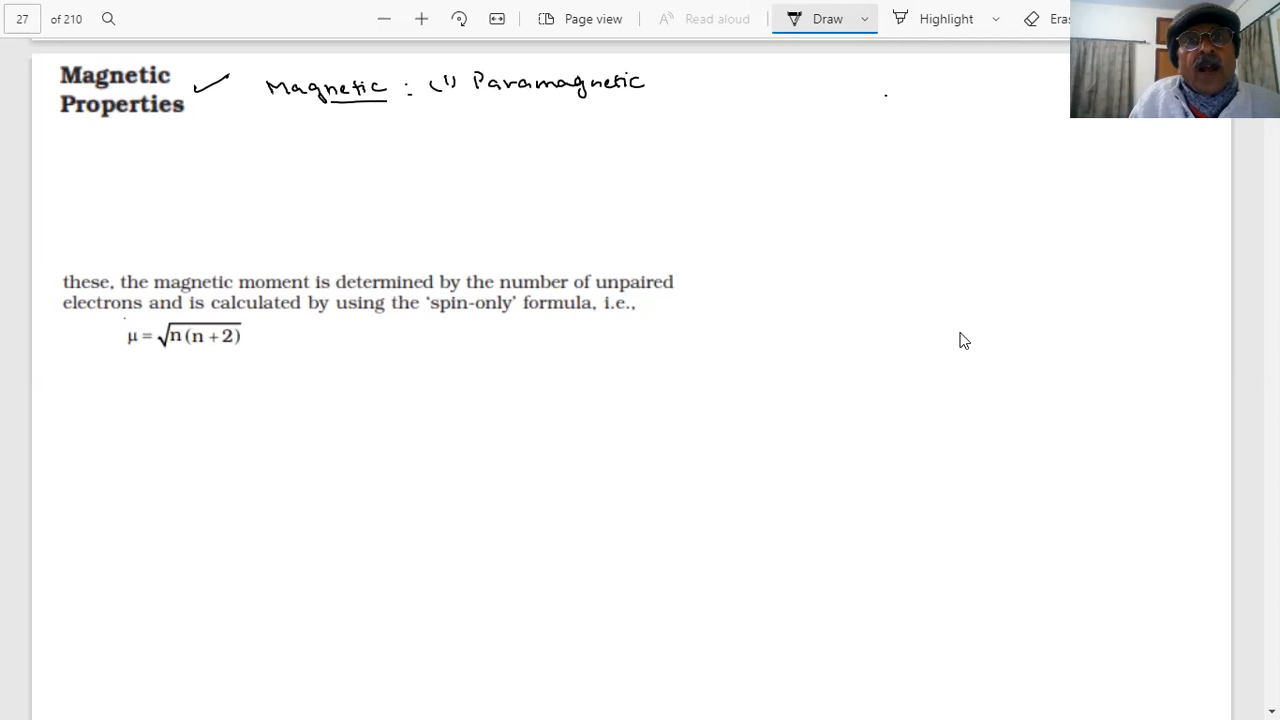 27 of 210 Page view Read aloud Draw Highlight
Magnetic
Properties
Magnetic : (1) Paramagnetic
these, the magnetic moment is determined by the number of unpaired
electrons and is calculated by using the ‘spin-only’ formula, i.e.,
μ = √n(n + 2)